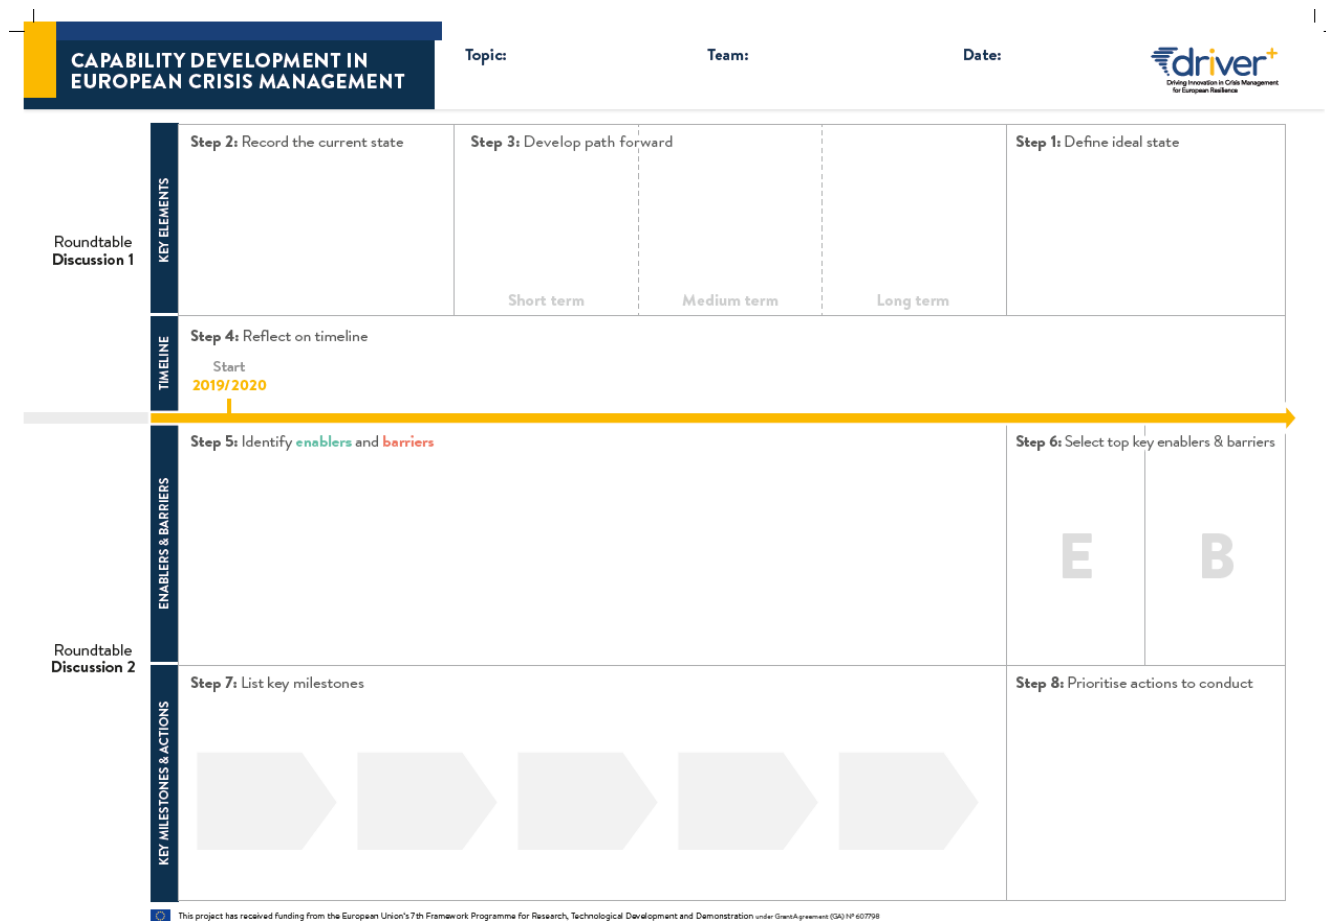 CAPABILITY DEVELOPMENT IN
EUROPEAN CRISIS MANAGEMENT
Topic:
Team:
Date:
driver+
Driving Innovation in Crisis Management
for European Resilience
Roundtable
Discussion 1
KEY ELEMENTS
Step 2: Record the current state
Step 3: Develop path forward
Short term
Medium term
Long term
Step 1: Define ideal state
TIMELINE
Step 4: Reflect on timeline
Start
2019/2020
Roundtable
Discussion 2
ENABLERS & BARRIERS
Step 5: Identify enablers and barriers
Step 6: Select top key enablers & barriers
E
B
KEY MILESTONES & ACTIONS
Step 7: List key milestones
Step 8: Prioritise actions to conduct
This project has received funding from the European Union's 7th Framework Programme for Research, Technological Development and Demonstration under Grant Agreement (GA) N° 607798